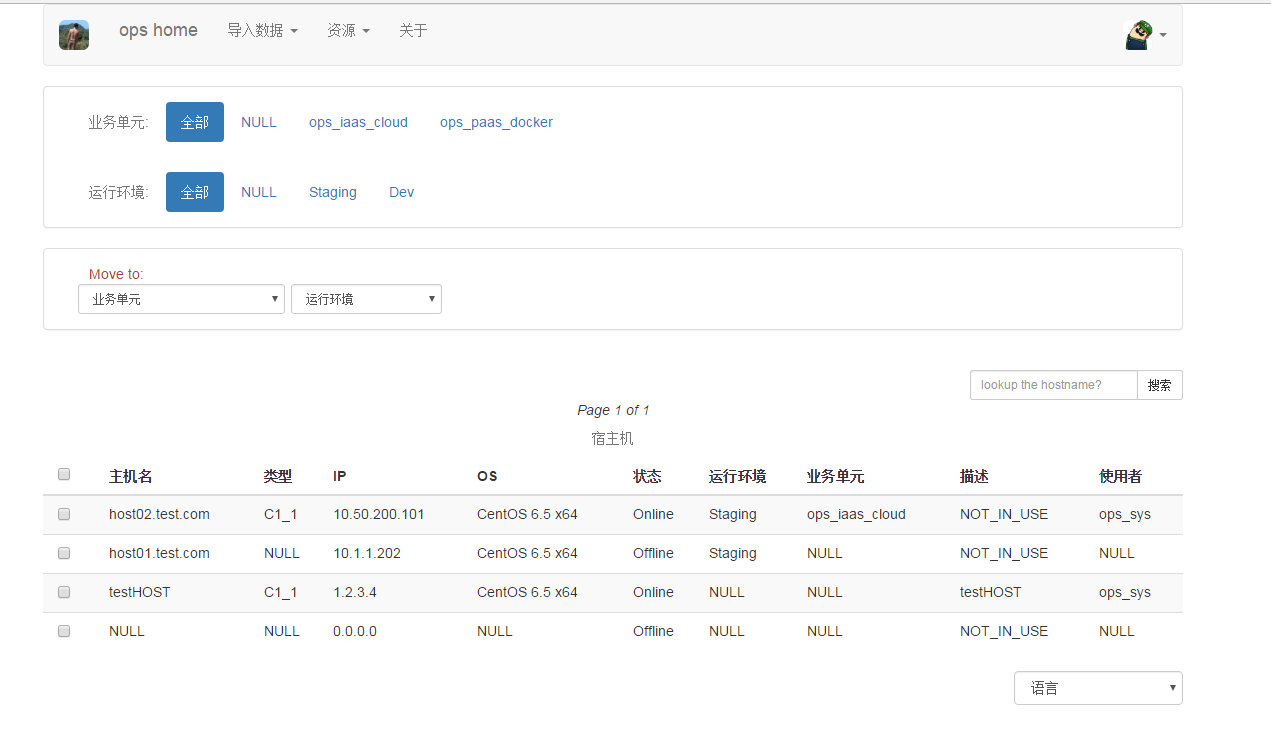 ops home 导入数据 资源 关于
业务单元: 全部 NULL ops_iaas_cloud ops_paas_docker
运行环境: 全部 NULL Staging Dev
Move to:
业务单元 运行环境
lookup the hostname? 搜索
Page 1 of 1
宿主机
主机名 类型 IP OS 状态 运行环境 业务单元 描述 使用者
host02.test.com C1_1 10.50.200.101 CentOS 6.5 x64 Online Staging ops_iaas_cloud NOT_IN_USE ops_sys
host01.test.com NULL 10.1.1.202 CentOS 6.5 x64 Offline Staging NULL NOT_IN_USE NULL
testHOST C1_1 1.2.3.4 CentOS 6.5 x64 Online NULL NULL testHOST ops_sys
NULL NULL 0.0.0.0 NULL Offline NULL NULL NOT_IN_USE NULL
语言